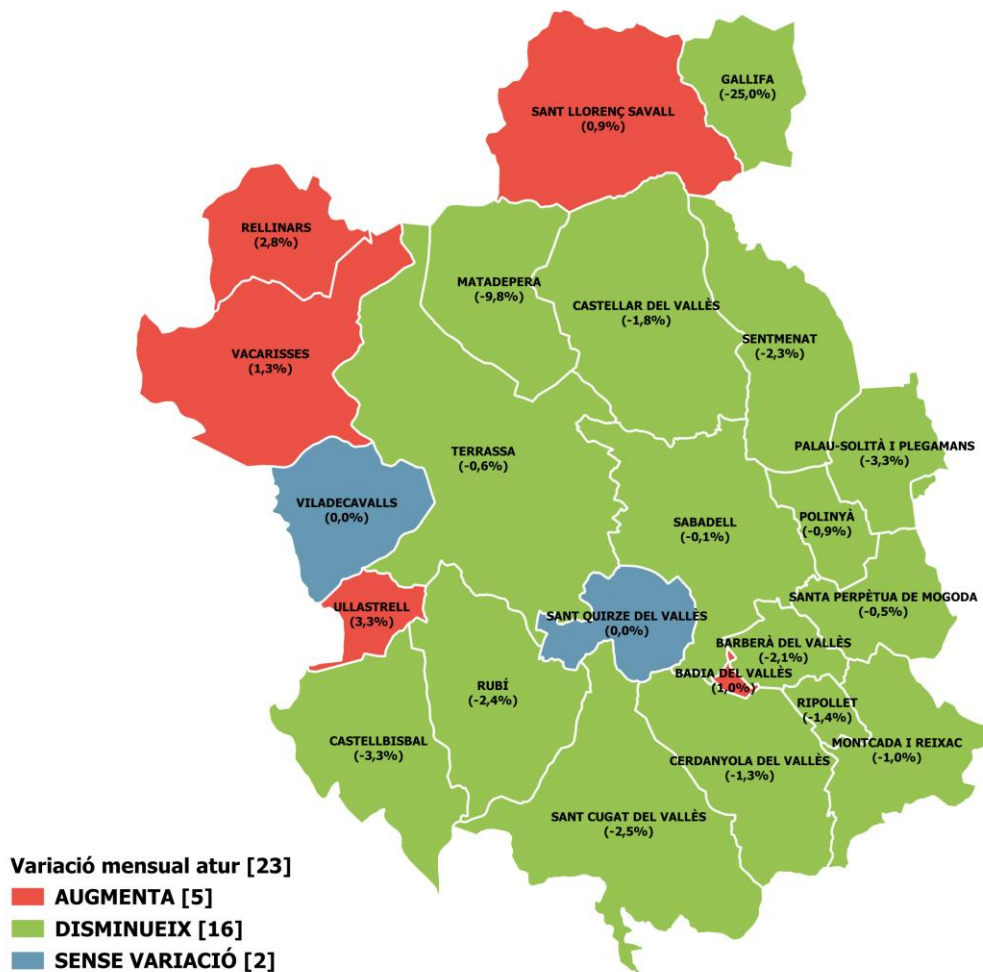 GALLIFA
(-25,0%)
SANT LLORENÇ SAVALL
(0,9%)
RELLINARS
(2,8%)
MATADEPERA
(-9,8%)
CASTELLAR DEL VALLÈS
(-1,8%)
SENTMENAT
(-2,3%)
VACARISSES
(1,3%)
TERRASSA
(-0,6%)
PALAU-SOLITÀ I PLEGAMANS
(-3,3%)
VILADECAVALLS
(0,0%)
SABADELL
(-0,1%)
POLINYÀ
(-0,9%)
SANTA PERPÈTUA DE MOGODA
(-0,5%)
ULLASTRELL
(3,3%)
SANT QUIRZE DEL VALLÈS
(0,0%)
BARBERÀ DEL VALLÈS
(-2,1%)
BADIA DEL VALLÈS
(1,0%)
RUBÍ
(-2,4%)
RIPOLLET
(-1,4%)
CASTELLBISBAL
(-3,3%)
MONTCADA I REIXAC
(-1,0%)
CERDANYOLA DEL VALLÈS
(-1,3%)
SANT CUGAT DEL VALLÈS
(-2,5%)
Variació mensual atur [23]
AUGMENTA [5]
DISMINUEIX [16]
SENSE VARIACIÓ [2]